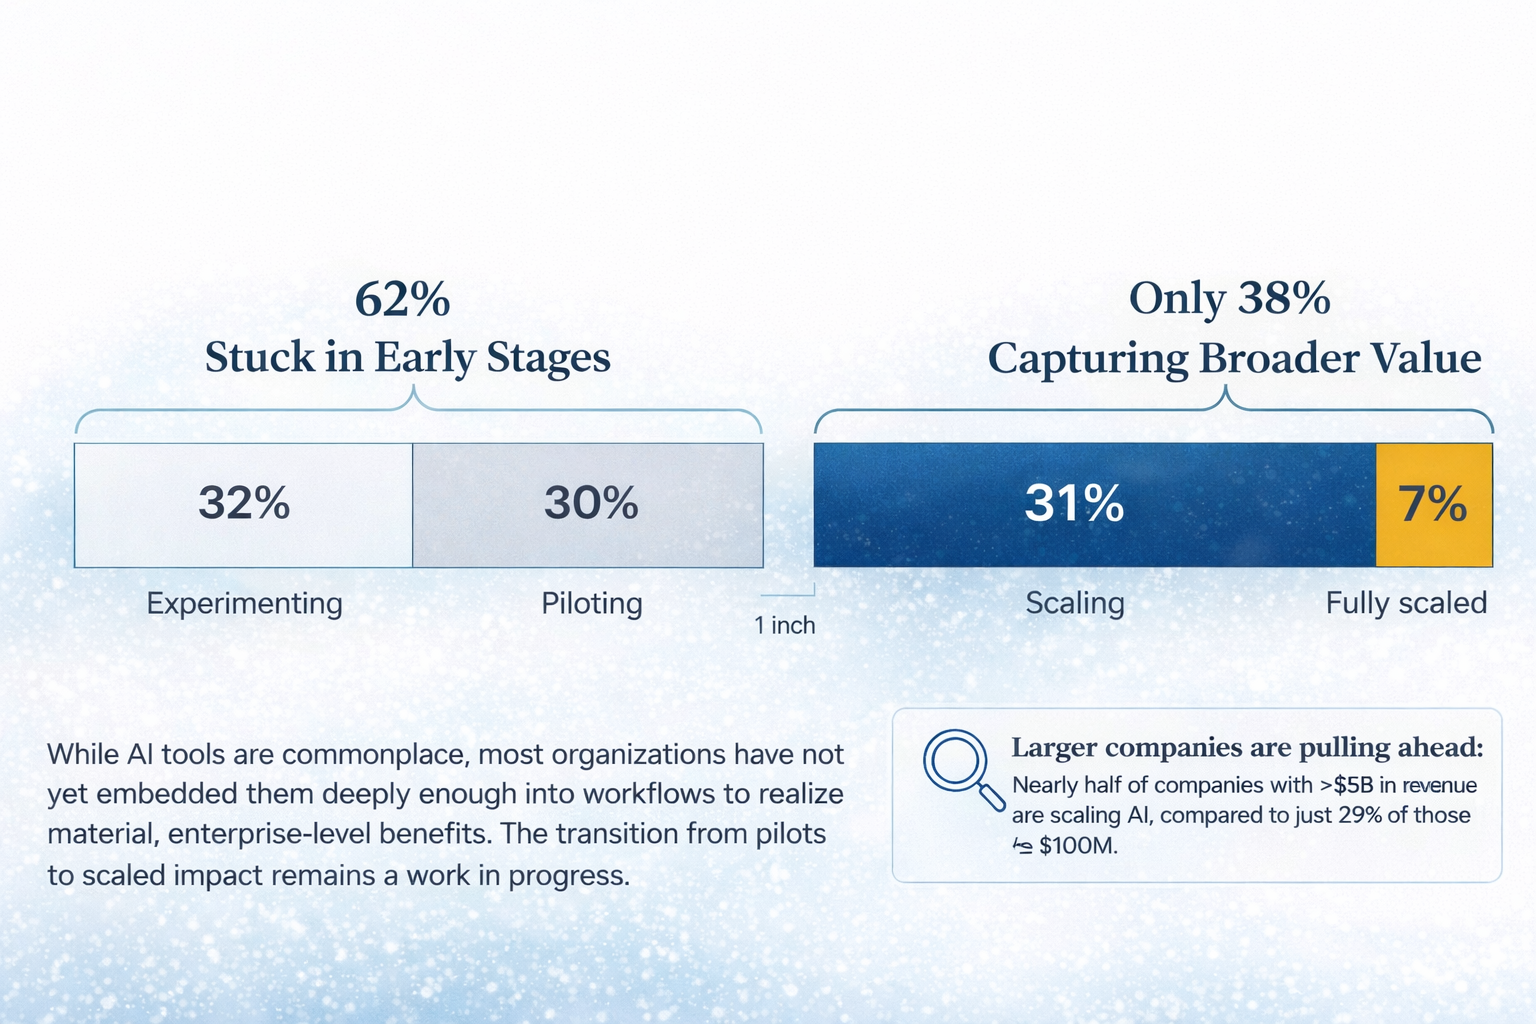 62%
Stuck in Early Stages
Only 38%
Capturing Broader Value
32%
30%
31%
7%
Experimenting
Piloting
1 inch
Scaling
Fully scaled
While AI tools are commonplace, most organizations have not
yet embedded them deeply enough into workflows to realize
material, enterprise-level benefits. The transition from pilots
to scaled impact remains a work in progress.
Larger companies are pulling ahead:
Nearly half of companies with >$5B in revenue
are scaling AI, compared to just 29% of those
$100M.